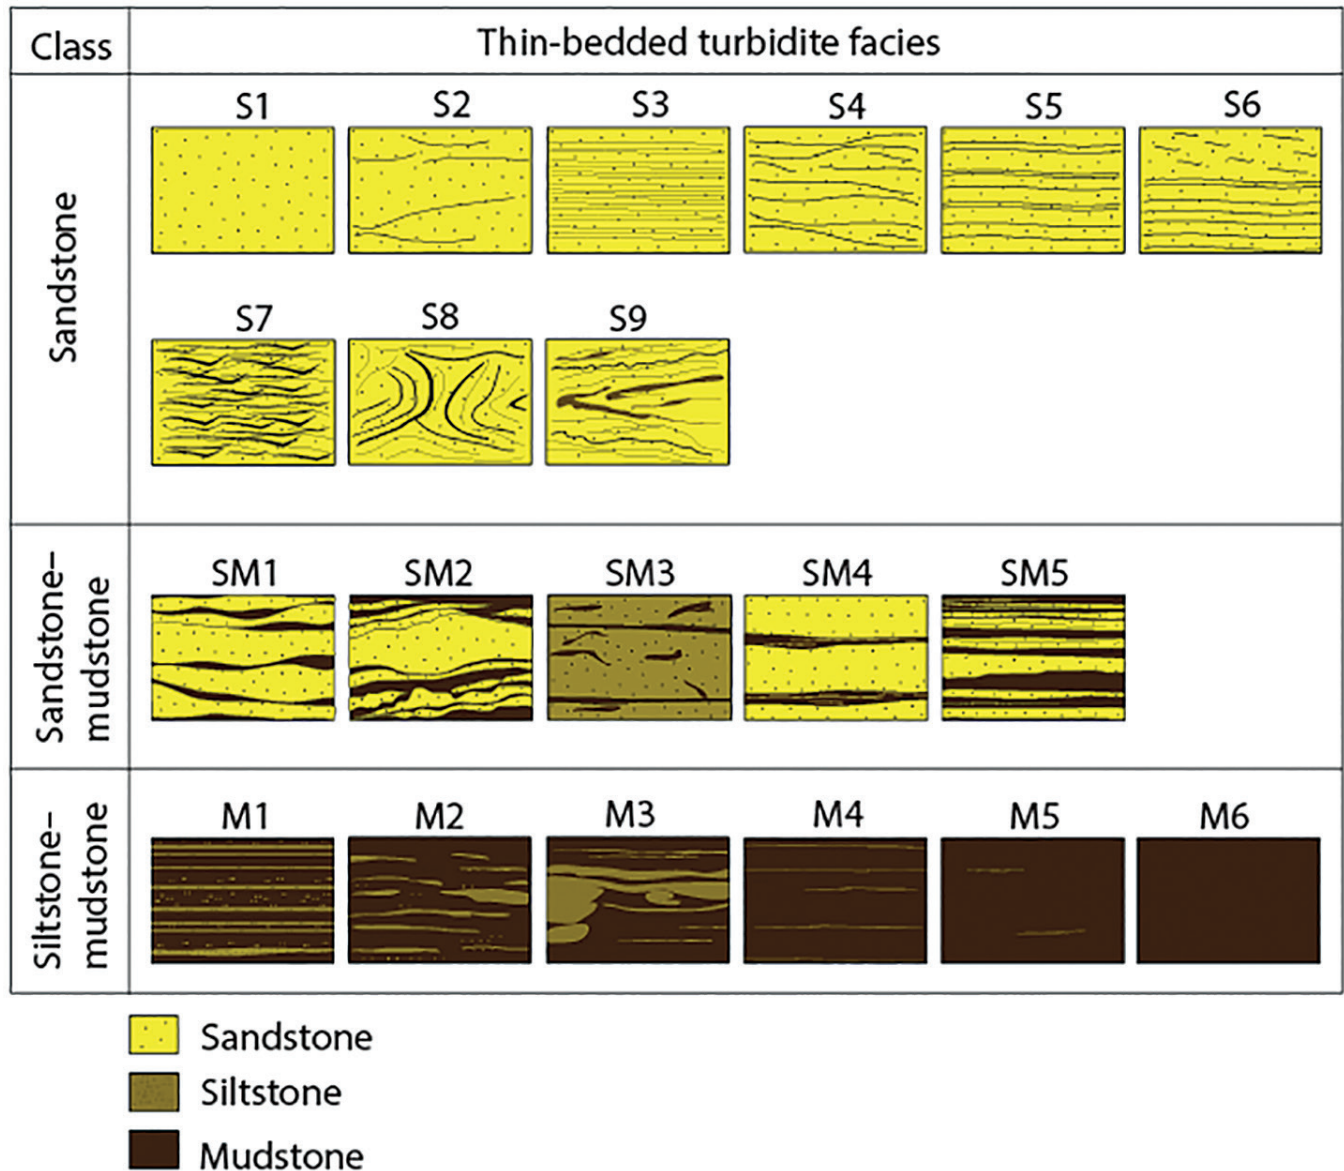 Class
Thin-bedded turbidite facies
Sandstone
S1 S2 S3 S4 S5 S6
S7 S8 S9
Sandstone–
mudstone
SM1 SM2 SM3 SM4 SM5
Siltstone–
mudstone
M1 M2 M3 M4 M5 M6
Sandstone
Siltstone
Mudstone